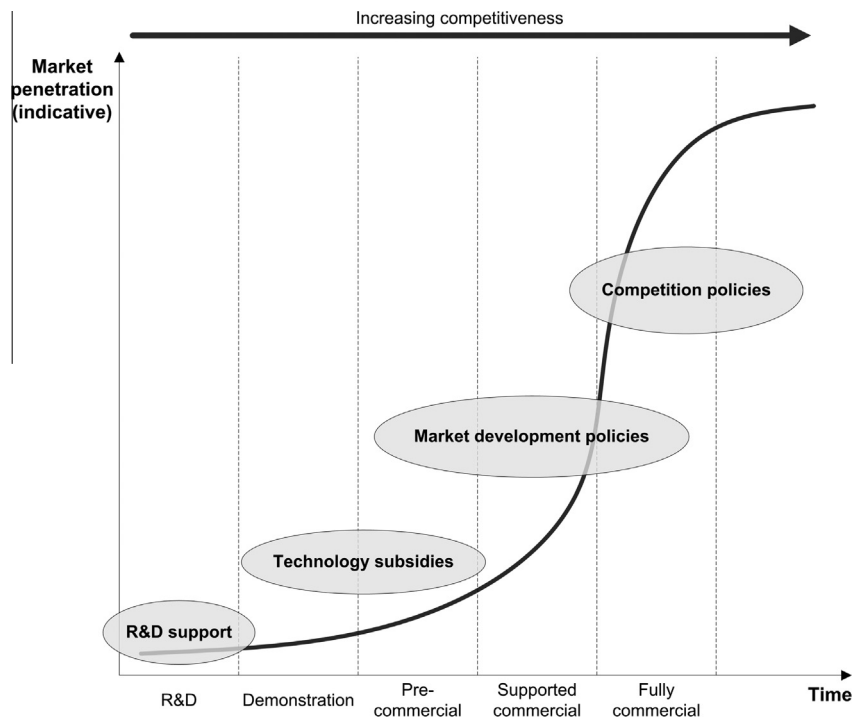 Increasing competitiveness
Market
penetration
(indicative)
Competition policies
Market development policies
Technology subsidies
R&D support
R&D
Demonstration
Pre-
commercial
Supported
commercial
Fully
commercial
Time